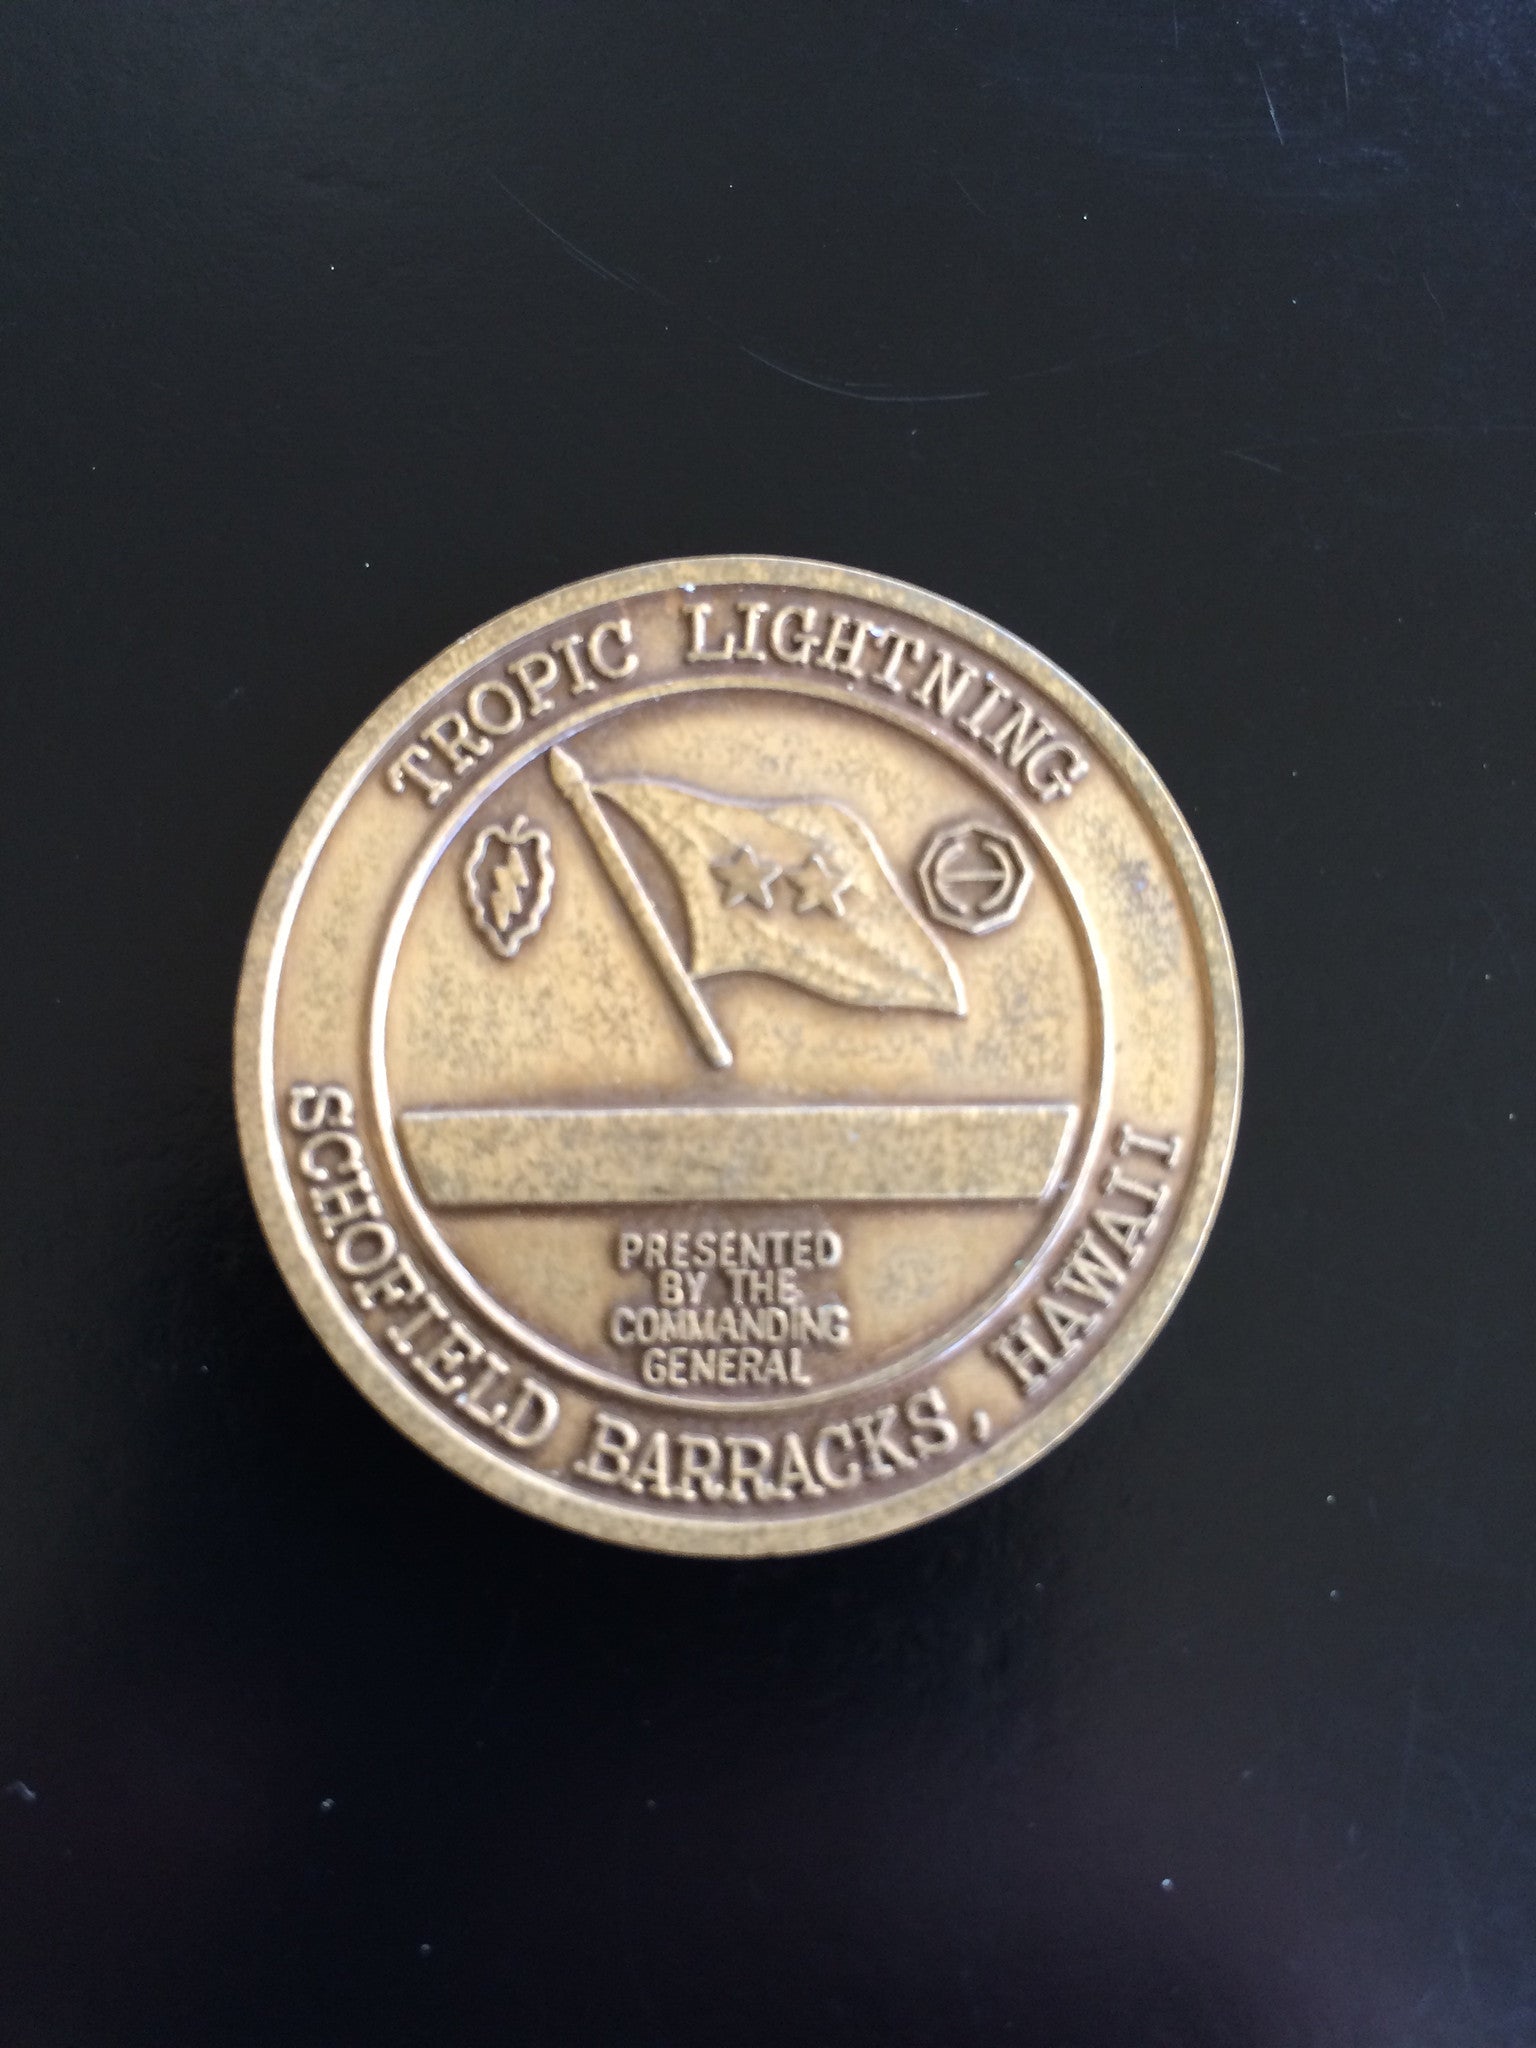 TROPIC LIGHTNING
PRESENTED
BY THE
COMMANDING
GENERAL
SCHOFIELD BARRACKS, HAWAII